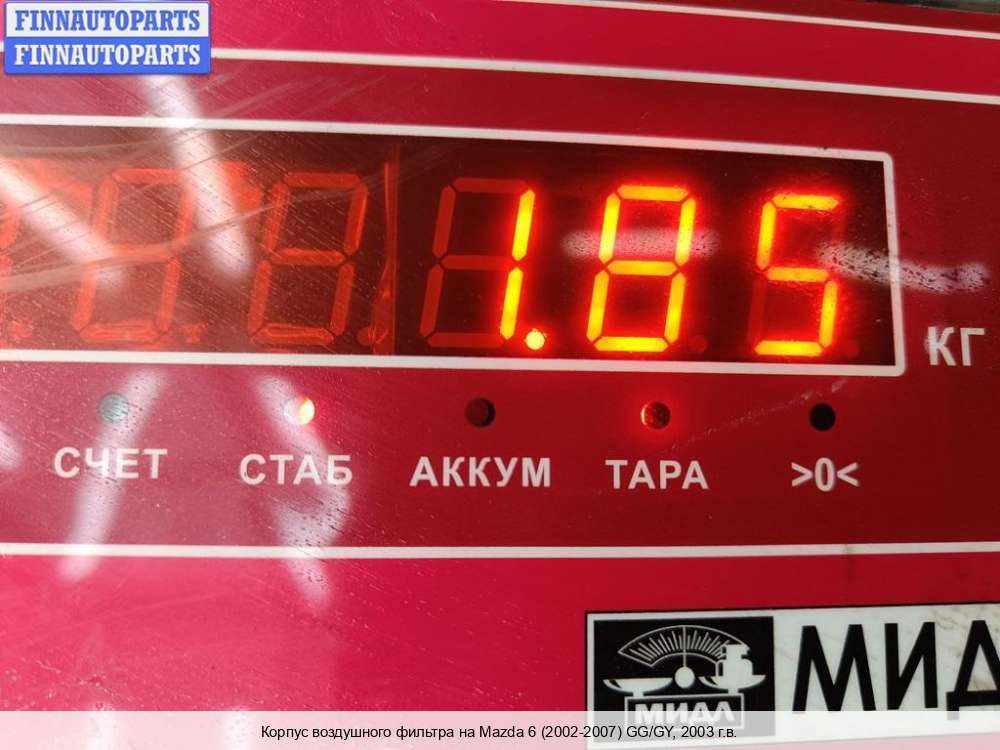 FINNAUTOPARTS
FINNAUTOPARTS
1.85
КГ
СЧЕТ СТАБ АККУМ ТАРА >0<
МИДЛ
МИД
Корпус воздушного фильтра на Mazda 6 (2002-2007) GG/GY, 2003 г.в.